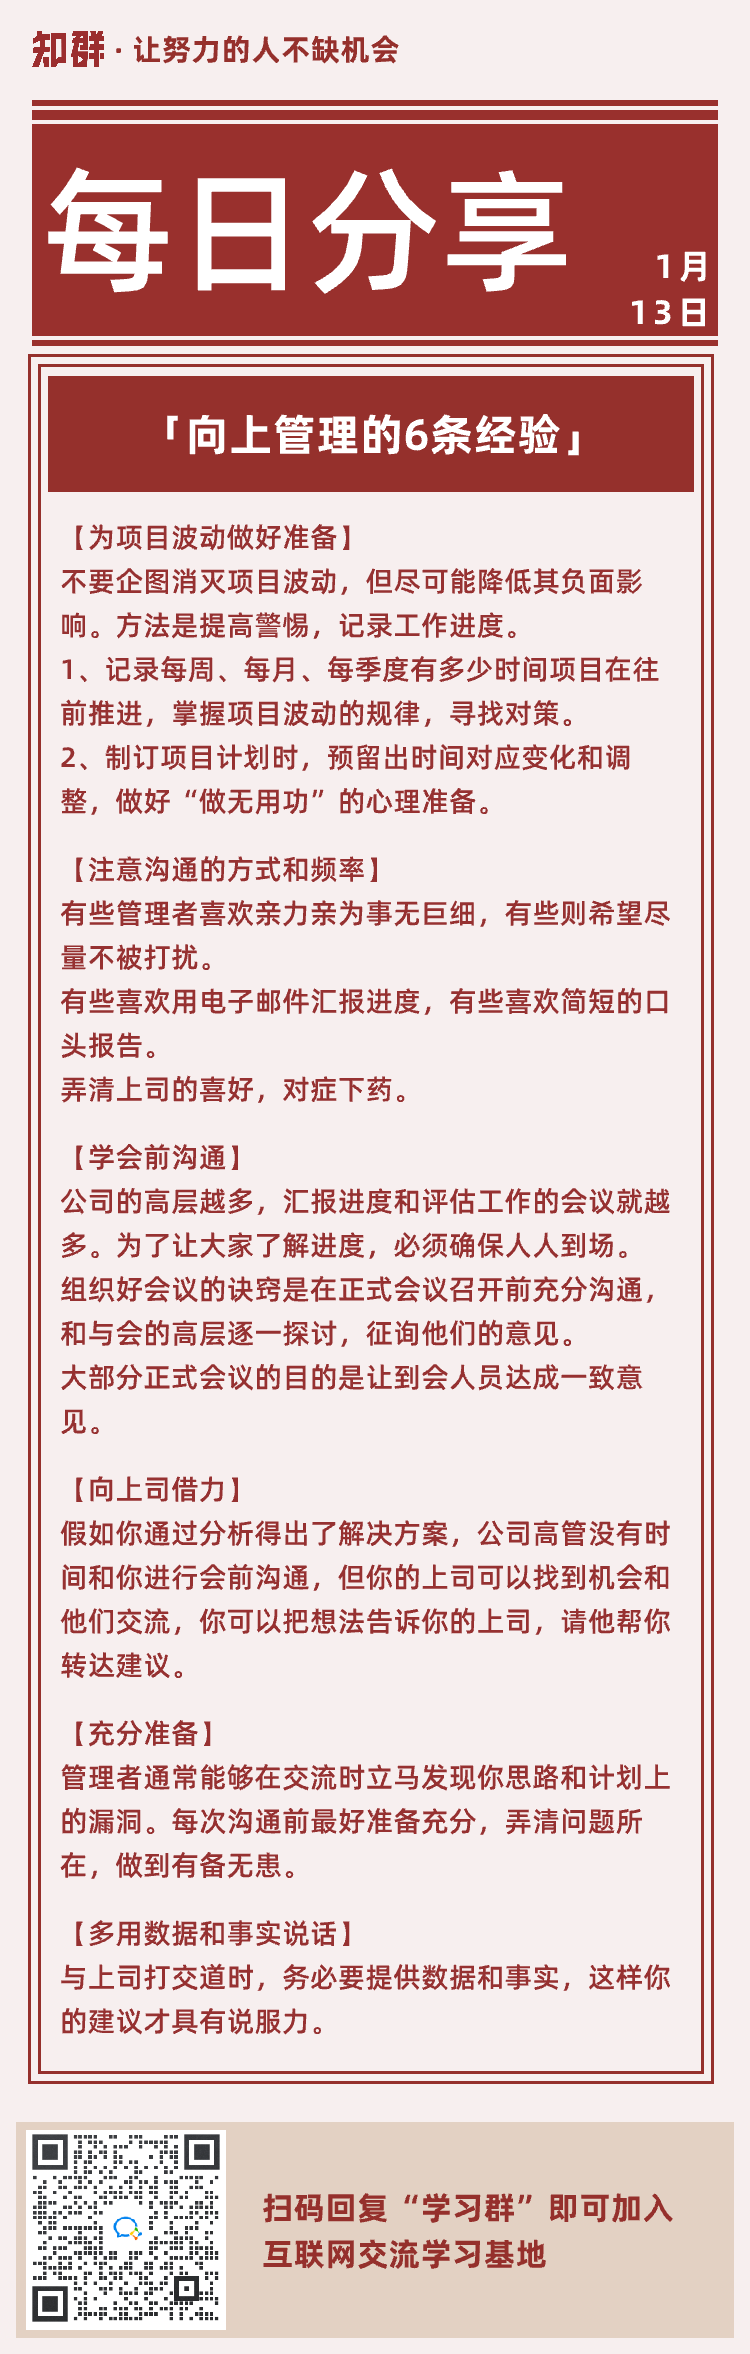 知群·让努力的人不缺机会
每日分享
1月
13日
「向上管理的6条经验」
【为项目波动做好准备】
不要企图消灭项目波动，但尽可能降低其负面影
响。方法是提高警惕，记录工作进度。
1、记录每周、每月、每季度有多少时间项目在往
前推进，掌握项目波动的规律，寻找对策。
2、制订项目计划时，预留出时间对应变化和调
整，做好“做无用功”的心理准备。
【注意沟通的方式和频率】
有些管理者喜欢亲力亲为事无巨细，有些则希望尽
量不被打扰。
有些喜欢用电子邮件汇报进度，有些喜欢简短的口
头报告。
弄清上司的喜好，对症下药。
【学会前沟通】
公司的高层越多，汇报进度和评估工作的会议就越
多。为了让大家了解进度，必须确保人人到场。
组织好会议的诀窍是在正式会议召开前充分沟通，
和与会的高层逐一探讨，征询他们的意见。
大部分正式会议的目的是让到会人员达成一致意
见。
【向上司借力】
假如你通过分析得出了解决方案，公司高管没有时
间和你进行会前沟通，但你的上司可以找到机会和
他们交流，你可以把想法告诉你的上司，请他帮你
转达建议。
【充分准备】
管理者通常能够在交流时立马发现你思路和计划上
的漏洞。每次沟通前最好准备充分，弄清问题所
在，做到有备无患。
【多用数据和事实说话】
与上司打交道时，务必要提供数据和事实，这样你
的建议才具有说服力。
扫码回复“学习群”即可加入
互联网交流学习基地